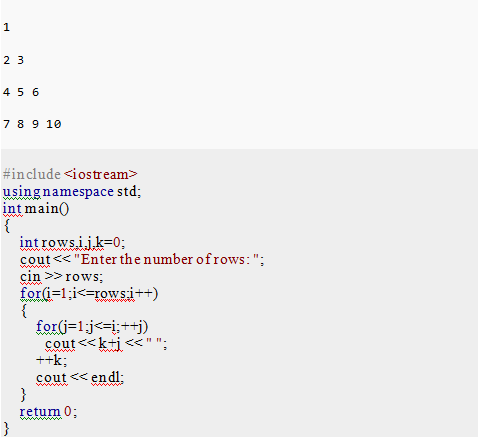 1
2 3
4 5 6
7 8 9 10
#include <iostream>
using namespace std;
int main()
{
int rows,i,j,k=0;
cout << "Enter the number of rows: ";
cin >> rows;
for(i=1;i<=rows;i++)
{
for(j=1;j<=i;++j)
cout << k+j << " ";
++k;
cout << endl;
}
return 0;
}